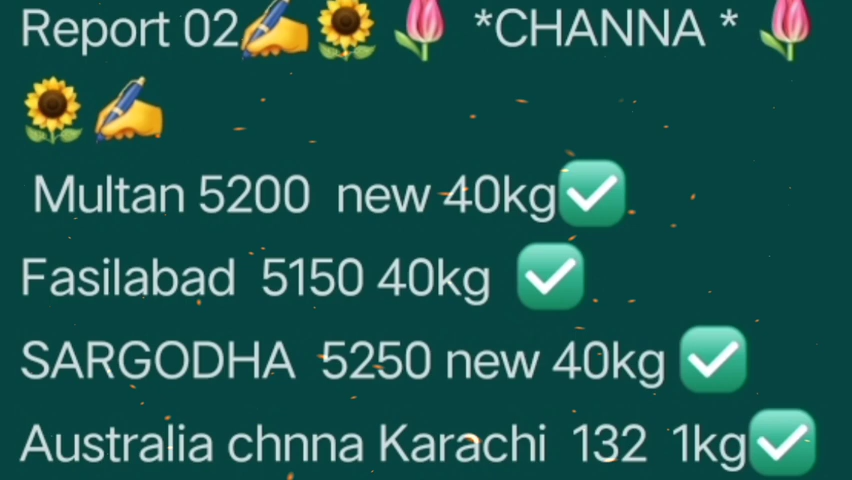 Report 02✍️🌻🌷 *CHANNA * 🌷
🌻✍️
Multan 5200 new 40kg✅
Fasilabad 5150 40kg ✅
SARGODHA 5250 new 40kg ✅
Australia chnna Karachi 132 1kg✅